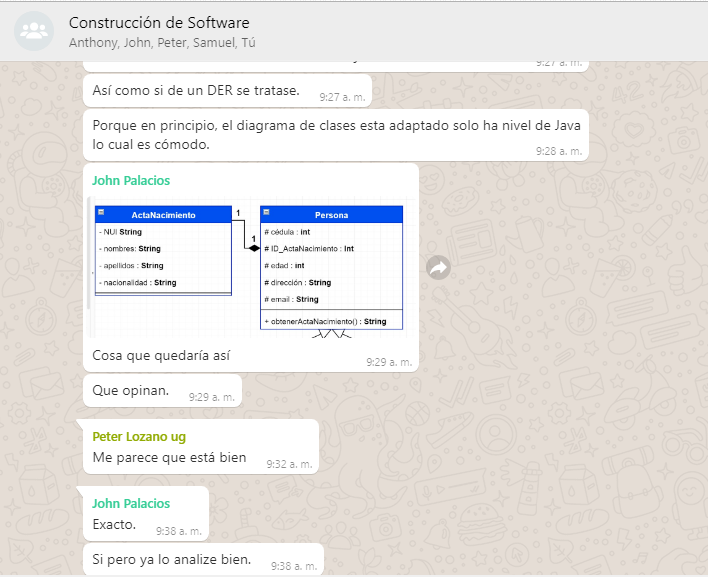 Construcción de Software
Anthony, John, Peter, Samuel, Tú
9:27 a. m.
Así como si de un DER se tratase.
9:27 a. m.
Porque en principio, el diagrama de clases esta adaptado solo ha nivel de Java
lo cual es cómodo.
9:28 a. m.
John Palacios
ActaNacimiento
- NUI String
- nombres: String
- apellidos : String
- nacionalidad : String
1
1
Persona
# cédula : int
# ID_ActaNacimiento : Int
# edad : int
# dirección : String
# email : String
+ obtenerActaNacimiento() : String
Cosa que quedaría así
9:29 a. m.
Que opinan.
9:29 a. m.
Peter Lozano ug
Me parece que está bien
9:32 a. m.
John Palacios
Exacto.
9:38 a. m.
Si pero ya lo analize bien.
9:38 a. m.